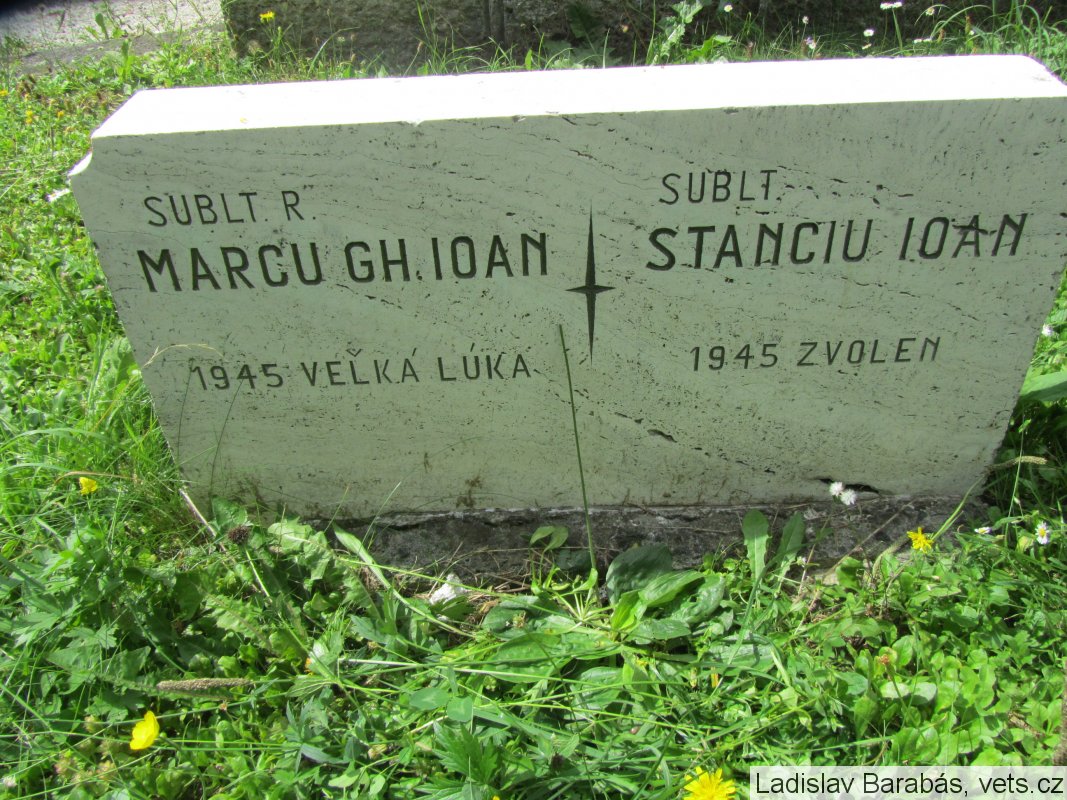 SUBLT. R.
MARCU GH. IOAN
1945 VEĽKÁ LÚKA
SUBLT.
STANCIU IOAN
1945 ZVOLEN
Ladislav Barabás, vets.cz